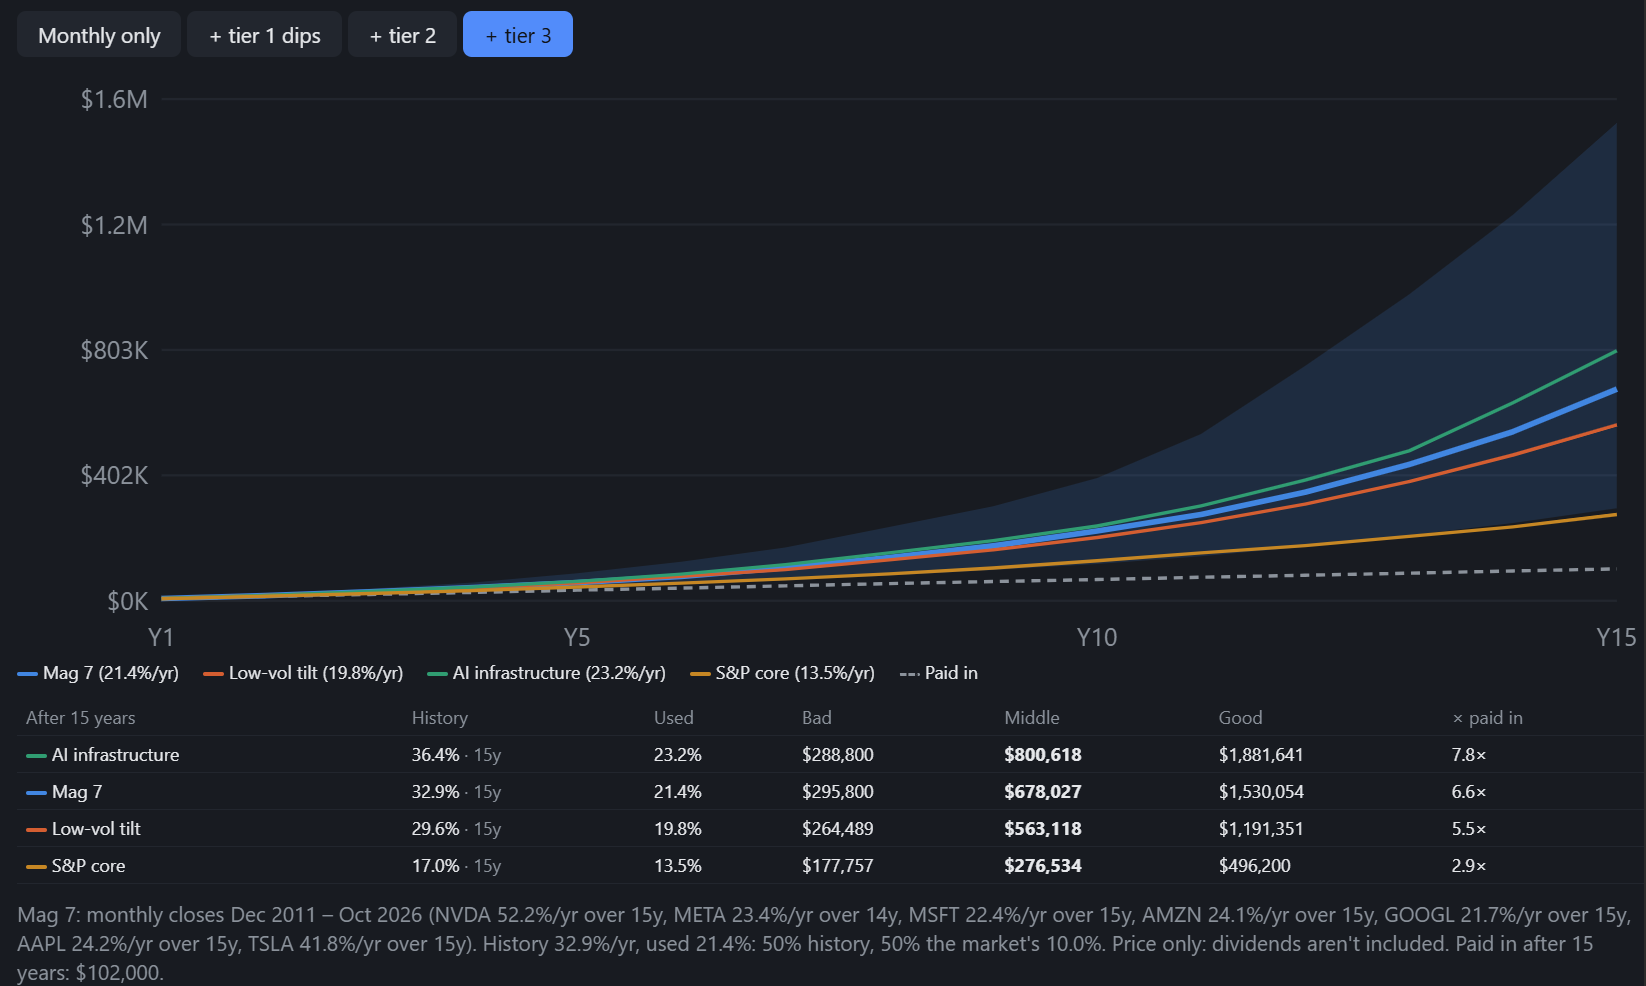 Monthly only + tier 1 dips + tier 2 + tier 3
$1.6M
$1.2M
$803K
$402K
$0K
Y1 Y5 Y10 Y15
Mag 7 (21.4%/yr) Low-vol tilt (19.8%/yr) AI infrastructure (23.2%/yr) S&P core (13.5%/yr) Paid in
After 15 years History Used Bad Middle Good × paid in
AI infrastructure 36.4% · 15y 23.2% $288,800 $800,618 $1,881,641 7.8×
Mag 7 32.9% · 15y 21.4% $295,800 $678,027 $1,530,054 6.6×
Low-vol tilt 29.6% · 15y 19.8% $264,489 $563,118 $1,191,351 5.5×
S&P core 17.0% · 15y 13.5% $177,757 $276,534 $496,200 2.9×
Mag 7: monthly closes Dec 2011 – Oct 2026 (NVDA 52.2%/yr over 15y, META 23.4%/yr over 14y, MSFT 22.4%/yr over 15y, AMZN 24.1%/yr over 15y, GOOGL 21.7%/yr over 15y,
AAPL 24.2%/yr over 15y, TSLA 41.8%/yr over 15y). History 32.9%/yr, used 21.4%: 50% history, 50% the market's 10.0%. Price only: dividends aren't included. Paid in after 15
years: $102,000.